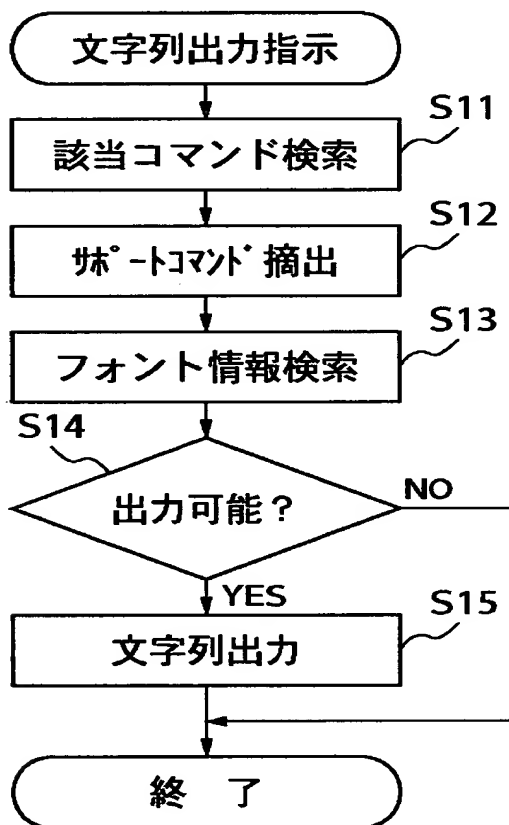 文字列出力指示
S11
該当コマンド検索
S12
ｻﾎﾟｰﾄｺﾏﾝﾄﾞ摘出
S13
フォント情報検索
S14
出力可能？
NO
YES
S15
文字列出力
終　了